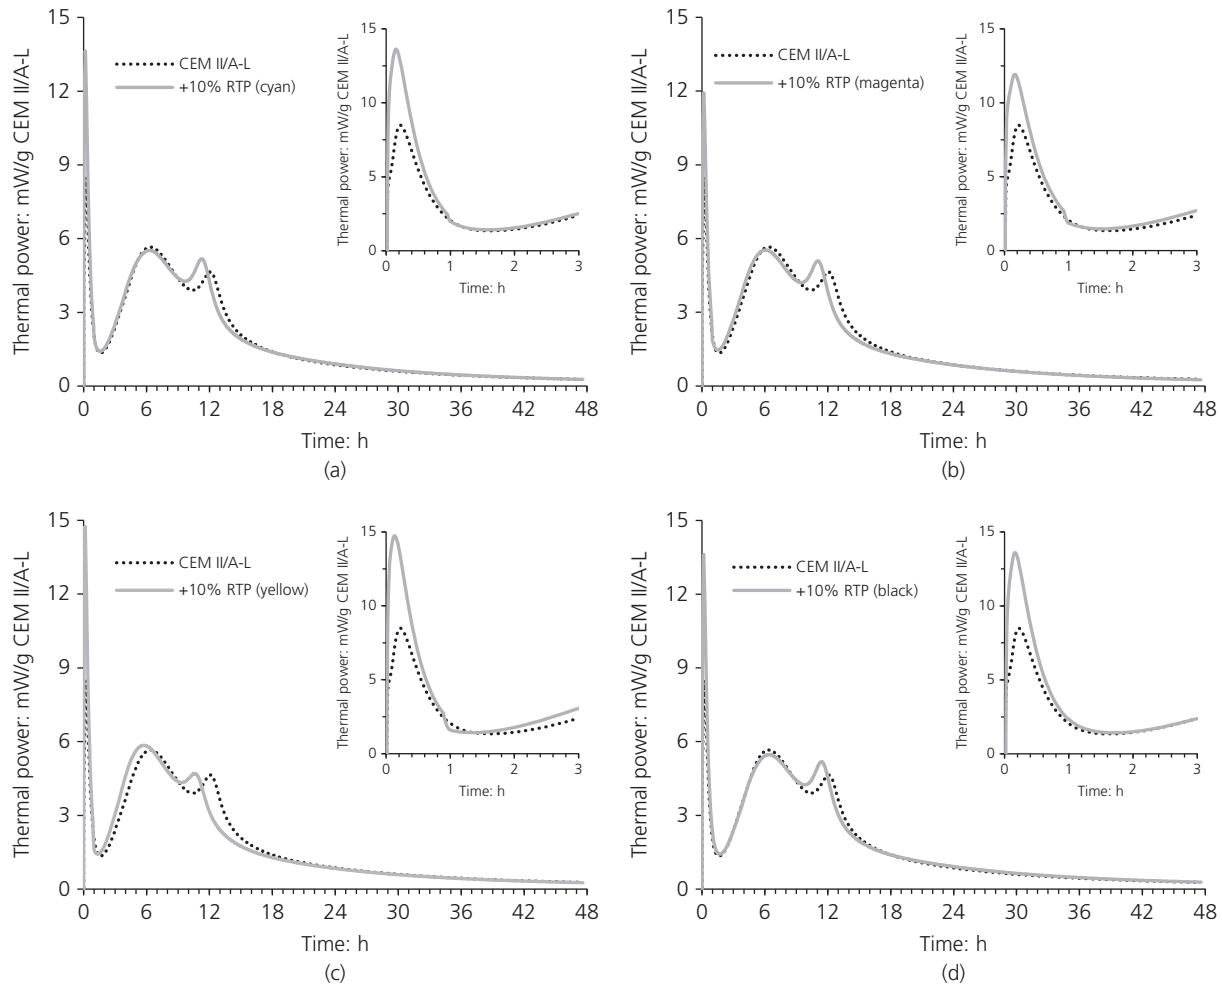 15
12
9
6
3
0
Thermal power: mW/g CEM II/A-L
CEM II/A-L
+10% RTP (cyan)
0 6 12 18 24 30 36 42 48
Time: h
(a)
15
10
5
0
Thermal power: mW/g CEM II/A-L
0 1 2 3
Time: h
15
12
9
6
3
0
Thermal power: mW/g CEM II/A-L
CEM II/A-L
+10% RTP (magenta)
0 6 12 18 24 30 36 42 48
Time: h
(b)
15
10
5
0
Thermal power: mW/g CEM II/A-L
0 1 2 3
Time: h
15
12
9
6
3
0
Thermal power: mW/g CEM II/A-L
CEM II/A-L
+10% RTP (yellow)
0 6 12 18 24 30 36 42 48
Time: h
(c)
15
10
5
0
Thermal power: mW/g CEM II/A-L
0 1 2 3
Time: h
15
12
9
6
3
0
Thermal power: mW/g CEM II/A-L
CEM II/A-L
+10% RTP (black)
0 6 12 18 24 30 36 42 48
Time: h
(d)
15
10
5
0
Thermal power: mW/g CEM II/A-L
0 1 2 3
Time: h